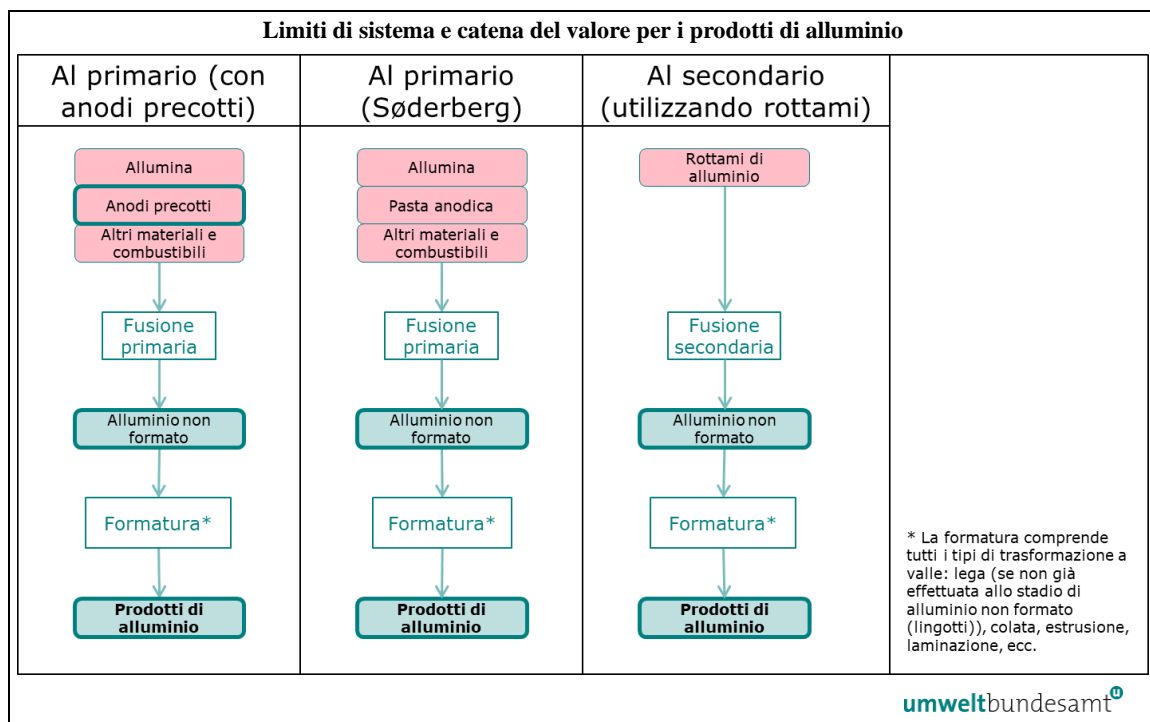 Limiti di sistema e catena del valore per i prodotti di alluminio
Al primario (con
anodi precotti)
Allumina
Anodi precotti
Altri materiali e
combustibili
Fusione
primaria
Alluminio non
formato
Formatura*
Prodotti di
alluminio
Al primario
(Søderberg)
Allumina
Pasta anodica
Altri materiali e
combustibili
Fusione
primaria
Alluminio non
formato
Formatura*
Prodotti di
alluminio
Al secondario
(utilizzando rottami)
Rottami di
alluminio
Fusione
secondaria
Alluminio non
formato
Formatura*
Prodotti di
alluminio
* La formatura comprende
tutti i tipi di trasformazione a
valle: lega (se non già
effettuata allo stadio di
alluminio non formato
(lingotti)), colata, estrusione,
laminazione, ecc.
umweltbundesamt u